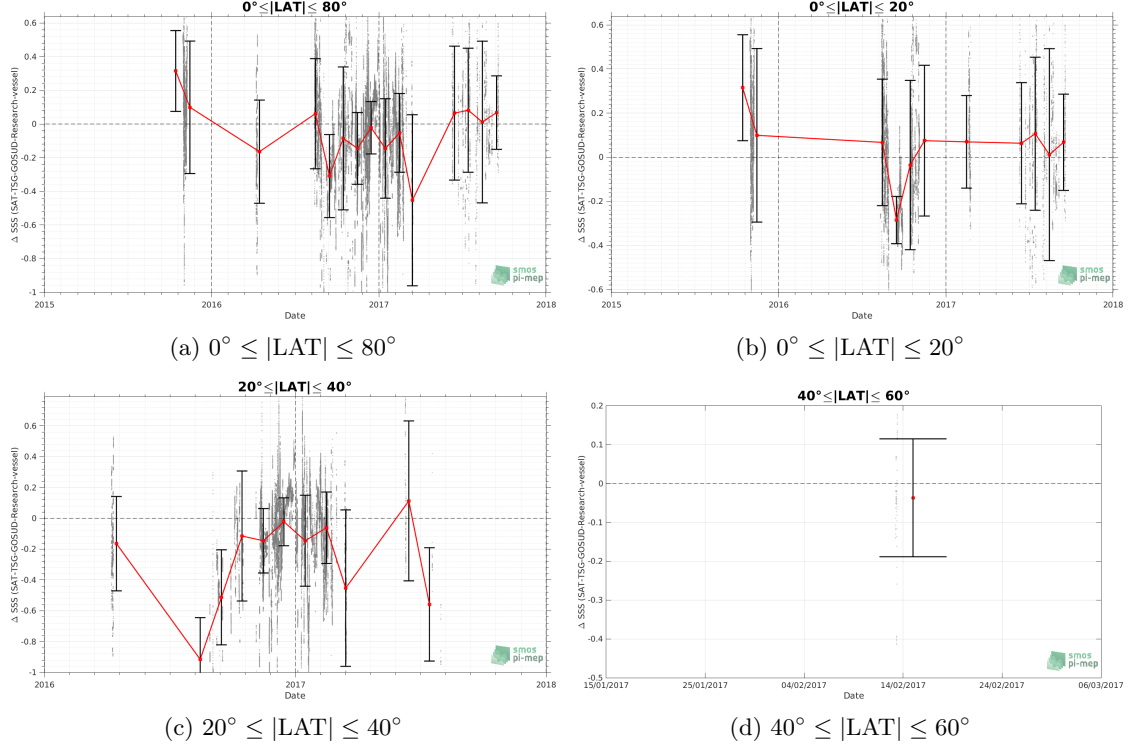 0°≤|LAT|≤ 80°
Δ SSS (SAT-TSG-GOSUD-Research-vessel)
0.6
0.4
0.2
0
-0.2
-0.4
-0.6
-0.8
-1
2015
2016
2017
2018
Date
smos
pi-mep
(a) 0° ≤ |LAT| ≤ 80°
0°≤|LAT|≤ 20°
Δ SSS (SAT-TSG-GOSUD-Research-vessel)
0.6
0.4
0.2
0
-0.2
-0.4
-0.6
2015
2016
2017
2018
Date
smos
pi-mep
(b) 0° ≤ |LAT| ≤ 20°
20°≤|LAT|≤ 40°
Δ SSS (SAT-TSG-GOSUD-Research-vessel)
0.6
0.4
0.2
0
-0.2
-0.4
-0.6
-0.8
-1
2016
2017
2018
Date
smos
pi-mep
(c) 20° ≤ |LAT| ≤ 40°
40°≤|LAT|≤ 60°
Δ SSS (SAT-TSG-GOSUD-Research-vessel)
0.2
0.1
0
-0.1
-0.2
-0.3
-0.4
-0.5
15/01/2017
25/01/2017
04/02/2017
14/02/2017
24/02/2017
06/03/2017
Date
smos
pi-mep
(d) 40° ≤ |LAT| ≤ 60°